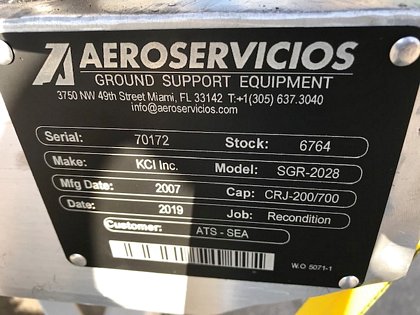 AEROSERVICIOS
GROUND SUPPORT EQUIPMENT
3750 NW 49th Street Miami, FL 33142 T:+1(305) 637.3040
info@aeroservicios.com
Serial: 70172 Stock: 6764
Make: KCI Inc. Model: SGR-2028
Mfg Date: 2007 Cap: CRJ-200/700
Date: 2019 Job: Recondition
Customer: ATS - SEA
W.O 5071-1